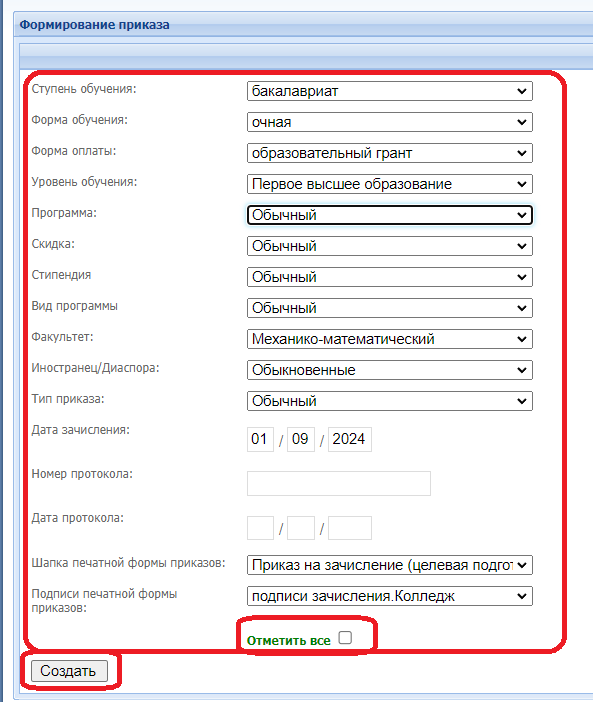 Формирование приказа
Ступень обучения: бакалавриат
Форма обучения: очная
Форма оплаты: образовательный грант
Уровень обучения: Первое высшее образование
Программа: Обычный
Скидка: Обычный
Стипендия Обычный
Вид программы Обычный
Факультет: Механико-математический
Иностранец/Диаспора: Обыкновенные
Тип приказа: Обычный
Дата зачисления: 01 / 09 / 2024
Номер протокола:
Дата протокола: / /
Шапка печатной формы приказов: Приказ на зачисление (целевая подгот
Подписи печатной формы подписи зачисления.Колледж
приказов:
Отметить все
Создать